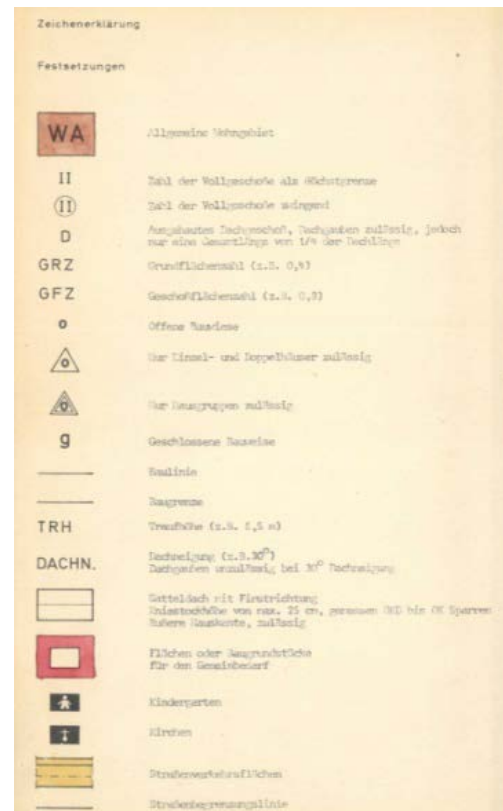 Zeichenerklärung
Festsetzungen
WA Allgemeine Wohngebiet
II Zahl der Vollgeschoße als Höchstgrenze
II Zahl der Vollgeschoße zwingend
D Ausgebautes Dachgeschoß, Dachgauben zulässig, jedoch
nur eine Gesamtlänge von 1/4 der Dachlänge
GRZ Grundflächenzahl (z.B. 0,4)
GFZ Geschoßflächenzahl (z.B. 0,8)
o Offene Bauweise
o Nur Einzel- und Doppelhäuser zulässig
Nur Hausgruppen zulässig
g Geschlossene Bauweise
Baulinie
Baugrenze
TRH Traufhöhe (z.B. 6,5 m)
DACHN. Dachneigung (z.B. 30°)
Dachgauben unzulässig bei 30° Dachneigung
Satteldach mit Firstrichtung
Kniestockhöhe von max. 25 cm, gemessen OKD bis OK Sparren
äußere Hauskante, zulässig
Flächen oder Baugrundstücke
für den Gemeinbedarf
Kindergarten
Kirchen
Straßenverkehrsflächen
Straßenbegrenzungslinie